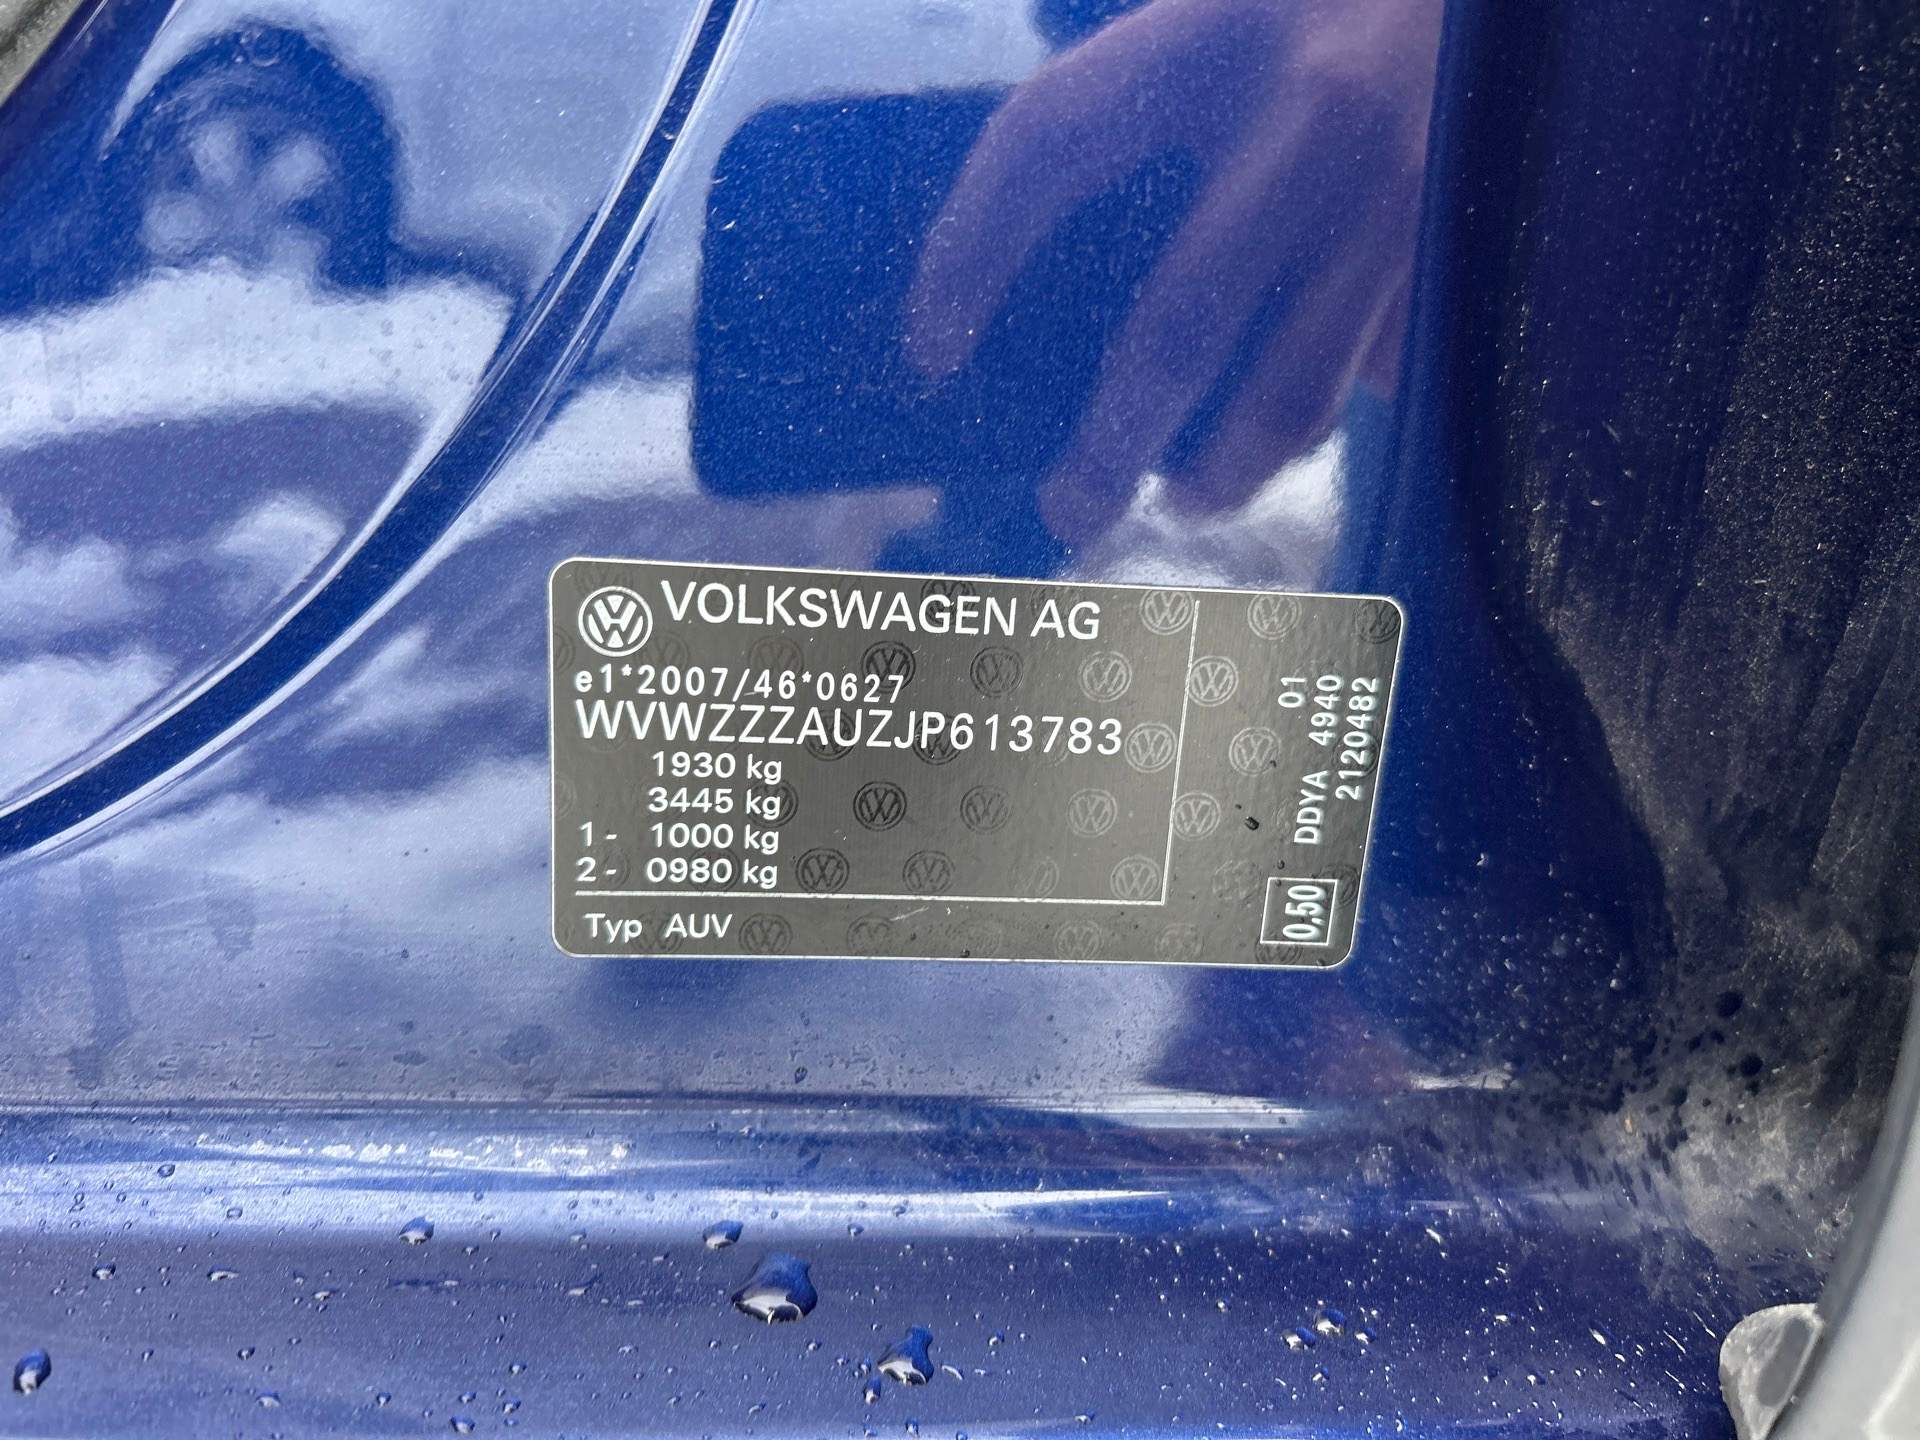 VOLKSWAGEN AG
e1*2007/46*0627
WVWZZZAUZJP613783
1930 kg
3445 kg
1- 1000 kg
2- 0980 kg
Typ AUV
01
DDYA 4940
2120482
0,50